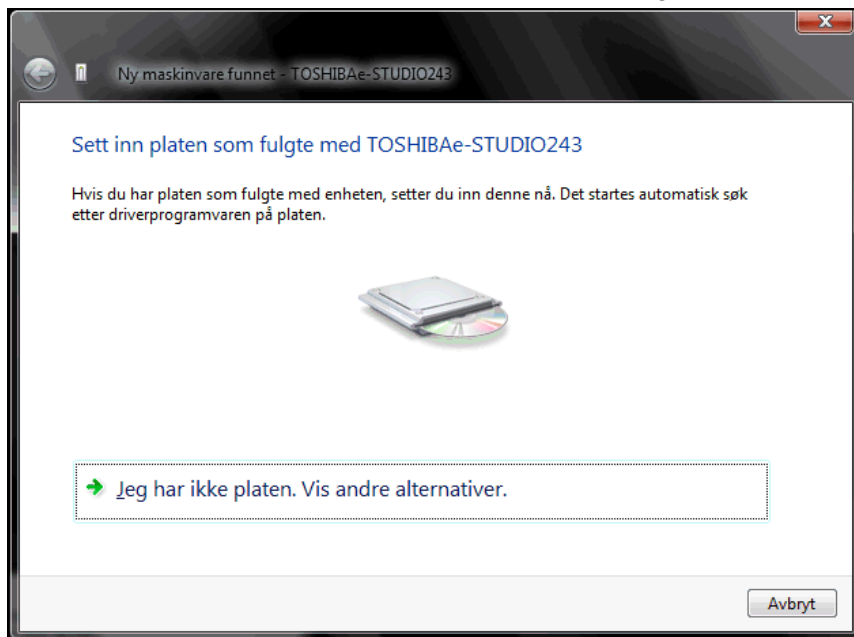 Ny maskinvare funnet - TOSHIBAe-STUDIO243
Sett inn platen som fulgte med TOSHIBAe-STUDIO243
Hvis du har platen som fulgte med enheten, setter du inn denne nå. Det startes automatisk søk
etter driverprogramvaren på platen.
Jeg har ikke platen. Vis andre alternativer.
Avbryt